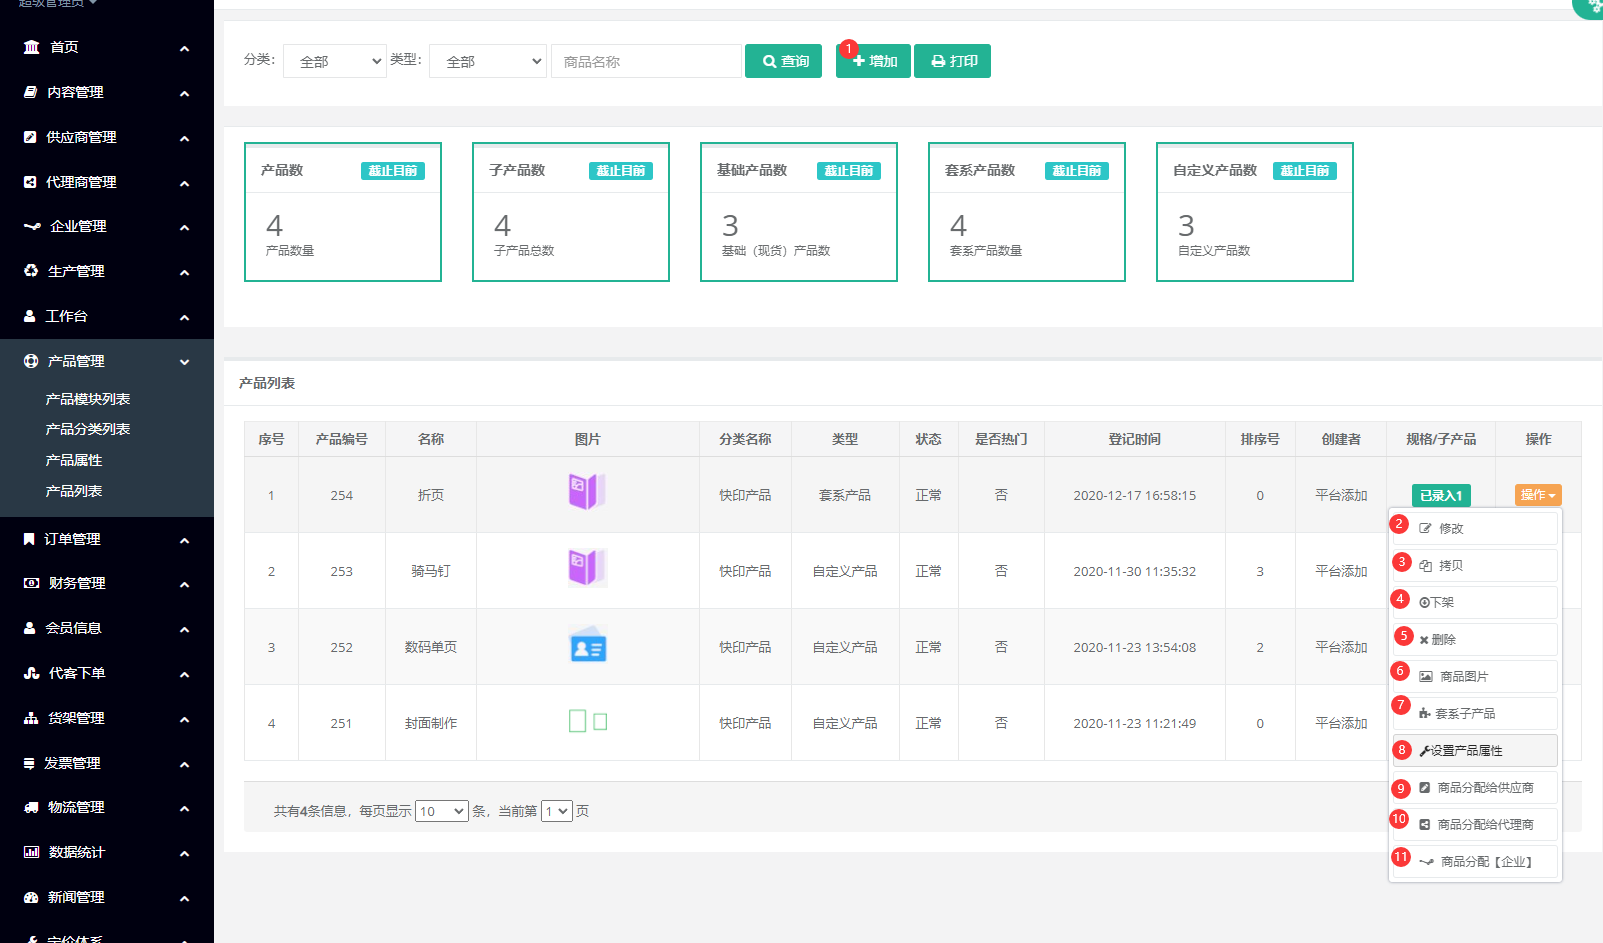 超级管理员
首页
内容管理
供应商管理
代理商管理
企业管理
生产管理
工作台
产品管理
产品模块列表
产品分类列表
产品属性
产品列表
订单管理
财务管理
会员信息
代客下单
货架管理
发票管理
物流管理
数据统计
新闻管理
定价体系
分类： 全部 类型： 全部 商品名称 查询 1 增加 打印
产品数 截止目前
4
产品数量
子产品数 截止目前
4
子产品总数
基础产品数 截止目前
3
基础（现货）产品数
套系产品数 截止目前
4
套系产品数量
自定义产品数 截止目前
3
自定义产品数
产品列表
序号 产品编号 名称 图片 分类名称 类型 状态 是否热门 登记时间 排序号 创建者 规格/子产品 操作
1 254 折页 快印产品 套系产品 正常 否 2020-12-17 16:58:15 0 平台添加 已录入1 操作
2 253 骑马钉 快印产品 自定义产品 正常 否 2020-11-30 11:35:32 3 平台添加
3 252 数码单页 快印产品 自定义产品 正常 否 2020-11-23 13:54:08 2 平台添加
4 251 封面制作 快印产品 自定义产品 正常 否 2020-11-23 11:21:49 0 平台添加
2 修改
3 拷贝
4 下架
5 删除
6 商品图片
7 套系子产品
8 设置产品属性
9 商品分配给供应商
10 商品分配给代理商
11 商品分配【企业】
共有4条信息，每页显示 10 条，当前第 1 页